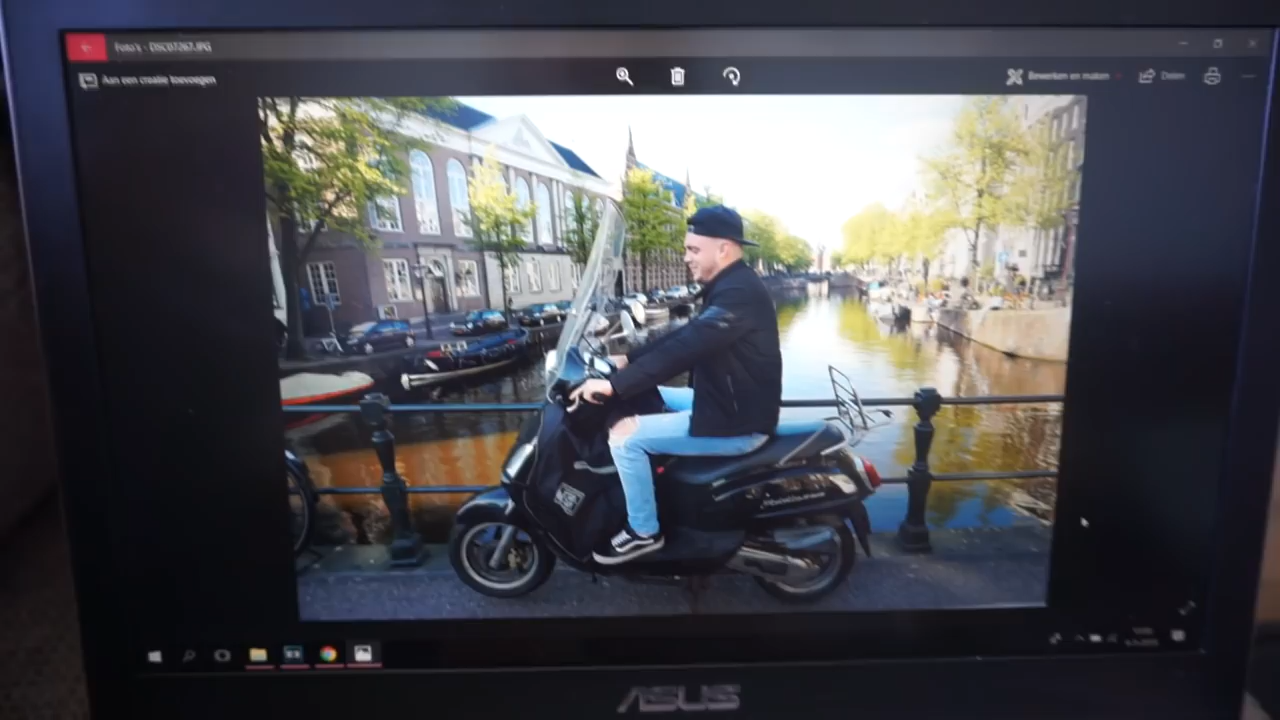 Foto's - DSC07267.JPG
Aan een creatie toevoegen
Bewerken en maken
Delen
ASUS